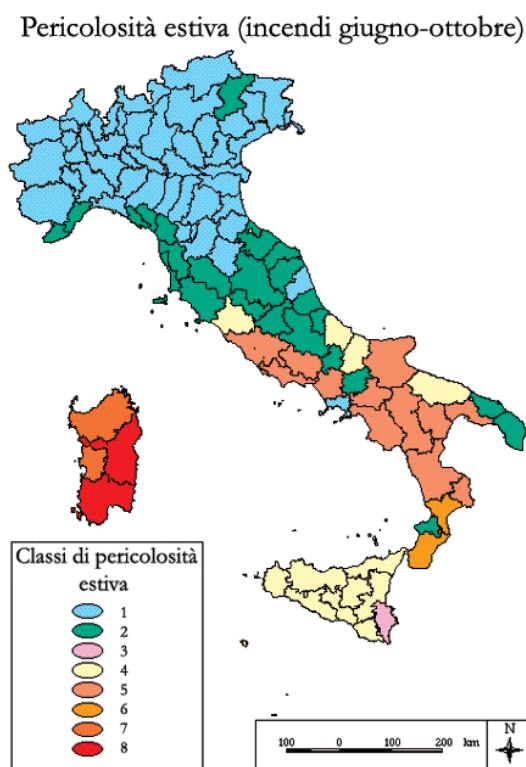 Pericolosità estiva (incendi giugno-ottobre)
Classi di pericolosità
estiva
1
2
3
4
5
6
7
8
N
100 0 100 200 km